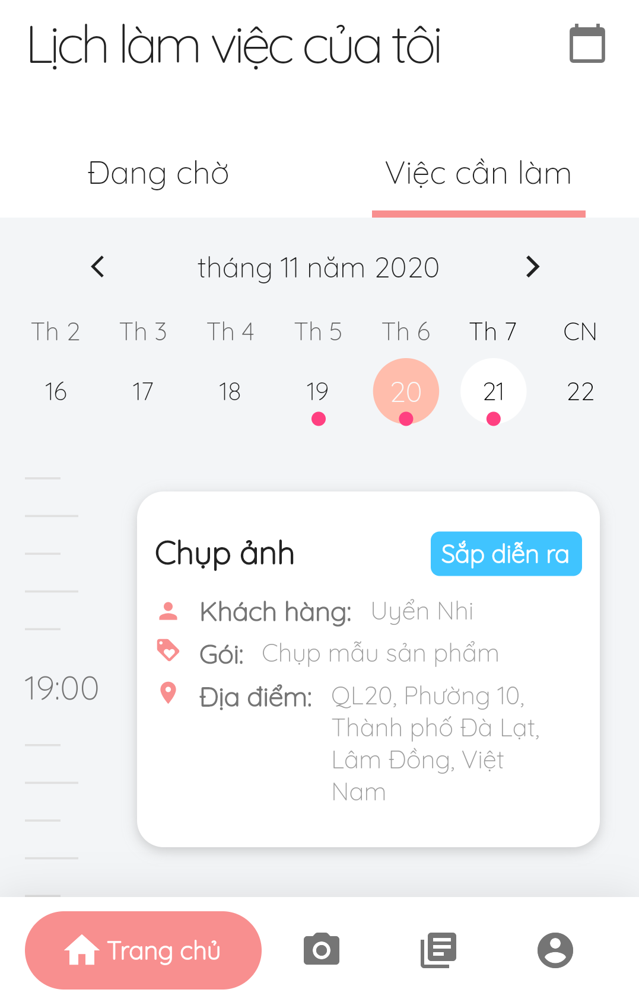 Lịch làm việc của tôi
Đang chờ
Việc cần làm
tháng 11 năm 2020
Th 2 Th 3 Th 4 Th 5 Th 6 Th 7 CN
16 17 18 19 20 21 22
Chụp ảnh
Sắp diễn ra
Khách hàng: Uyển Nhi
Gói: Chụp mẫu sản phẩm
Địa điểm: QL20, Phường 10,
Thành phố Đà Lạt,
Lâm Đồng, Việt
Nam
19:00
Trang chủ